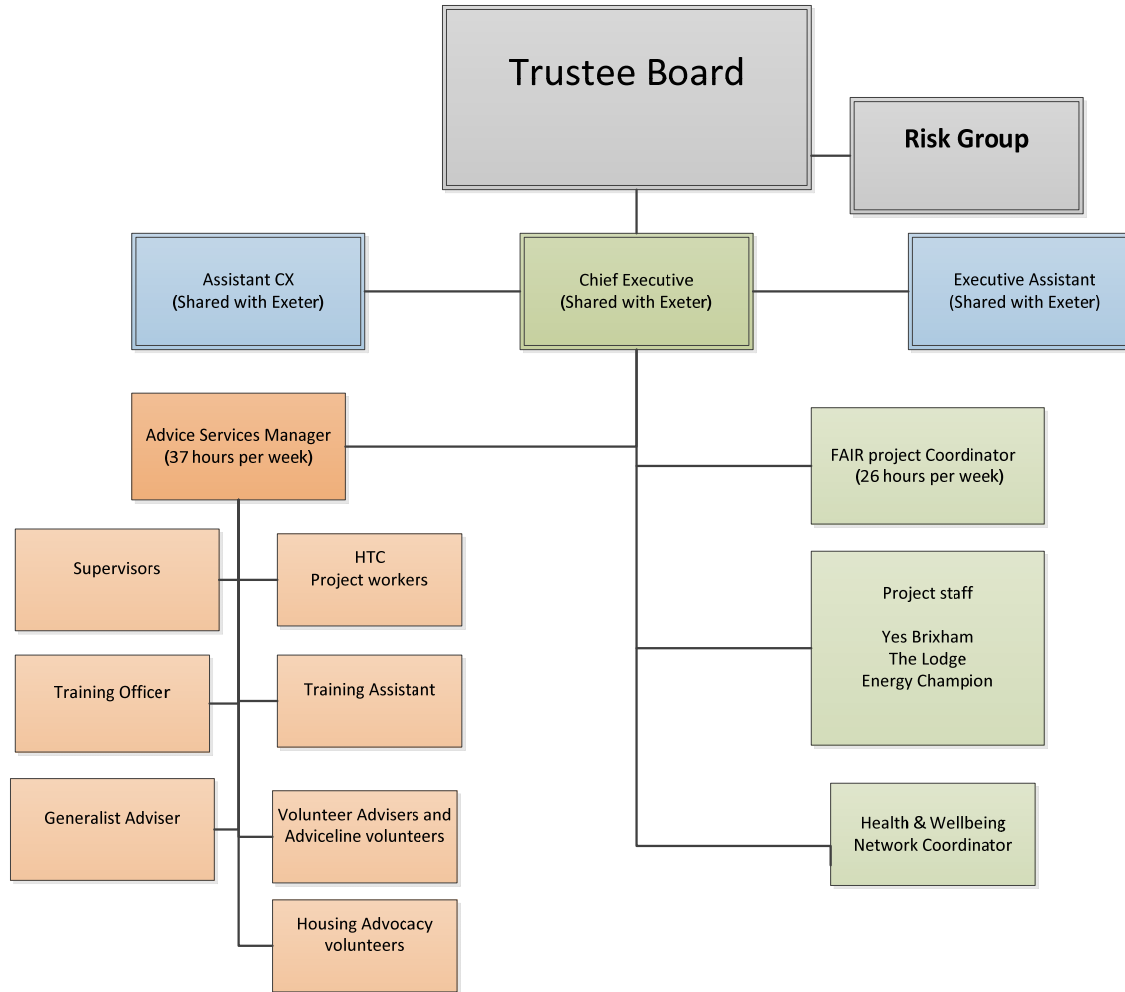 Trustee Board
Risk Group
Assistant CX
(Shared with Exeter)
Chief Executive
(Shared with Exeter)
Executive Assistant
(Shared with Exeter)
Advice Services Manager
(37 hours per week)
FAIR project Coordinator
(26 hours per week)
Supervisors
HTC
Project workers
Project staff
Yes Brixham
The Lodge
Energy Champion
Training Officer
Training Assistant
Generalist Adviser
Volunteer Advisers and
Adviceline volunteers
Health & Wellbeing
Network Coordinator
Housing Advocacy
volunteers